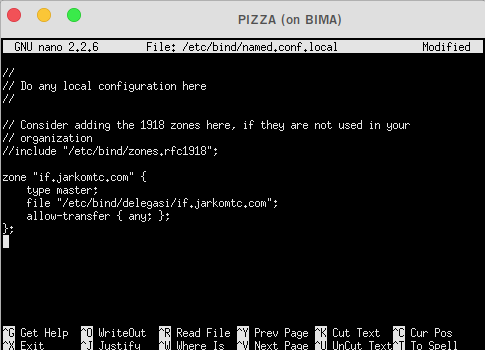 PIZZA (on BIMA)
GNU nano 2.2.6 File: /etc/bind/named.conf.local Modified
//
// Do any local configuration here
//
// Consider adding the 1918 zones here, if they are not used in your
// organization
//include "/etc/bind/zones.rfc1918";
zone "if.jarkomtc.com" {
    type master;
    file "/etc/bind/delegasi/if.jarkomtc.com";
    allow-transfer { any; };
};
^G Get Help ^O WriteOut ^R Read File ^Y Prev Page ^K Cut Text ^C Cur Pos
^X Exit ^J Justify ^W Where Is ^V Next Page ^U UnCut Text ^T To Spell